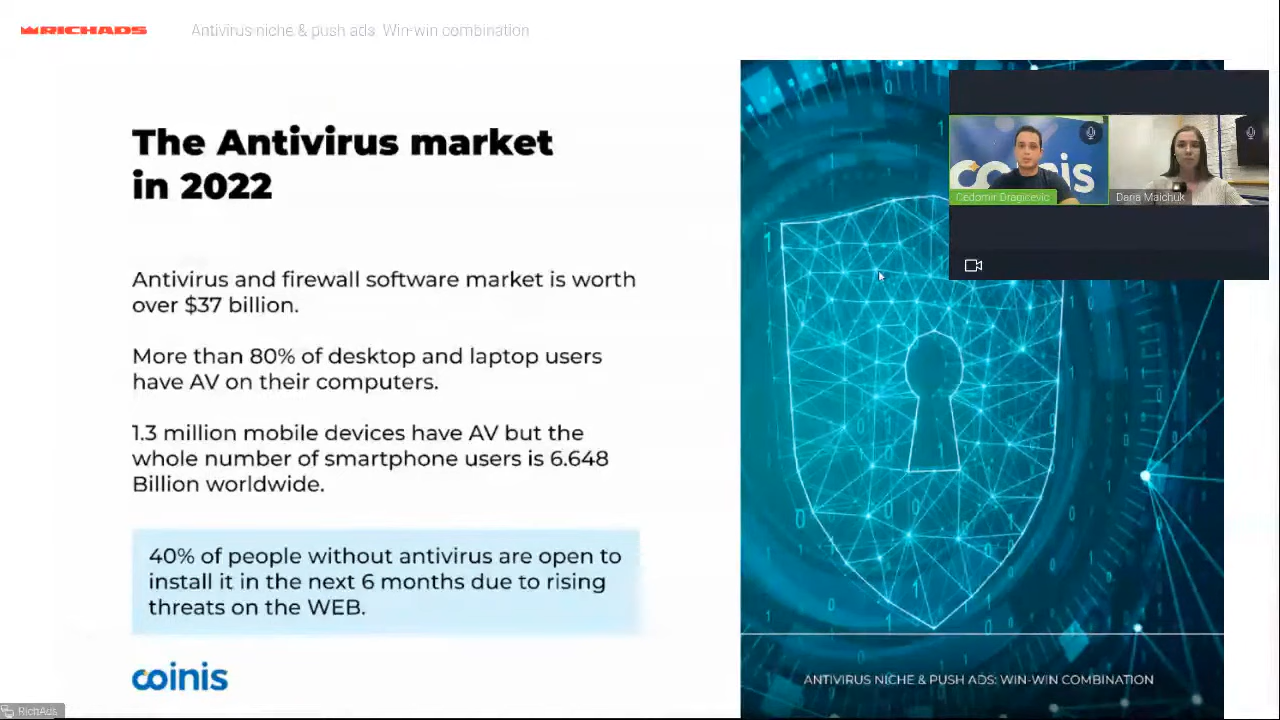 RICHADS
Antivirus niche & push ads. Win-win combination
The Antivirus market
in 2022
Antivirus and firewall software market is worth
over $37 billion.
More than 80% of desktop and laptop users
have AV on their computers.
1.3 million mobile devices have AV but the
whole number of smartphone users is 6.648
Billion worldwide.
40% of people without antivirus are open to
install it in the next 6 months due to rising
threats on the WEB.
coinis
coinis
Cedomir Dragicevic
Daria Maichuk
ANTIVIRUS NICHE & PUSH ADS: WIN-WIN COMBINATION
RichAds